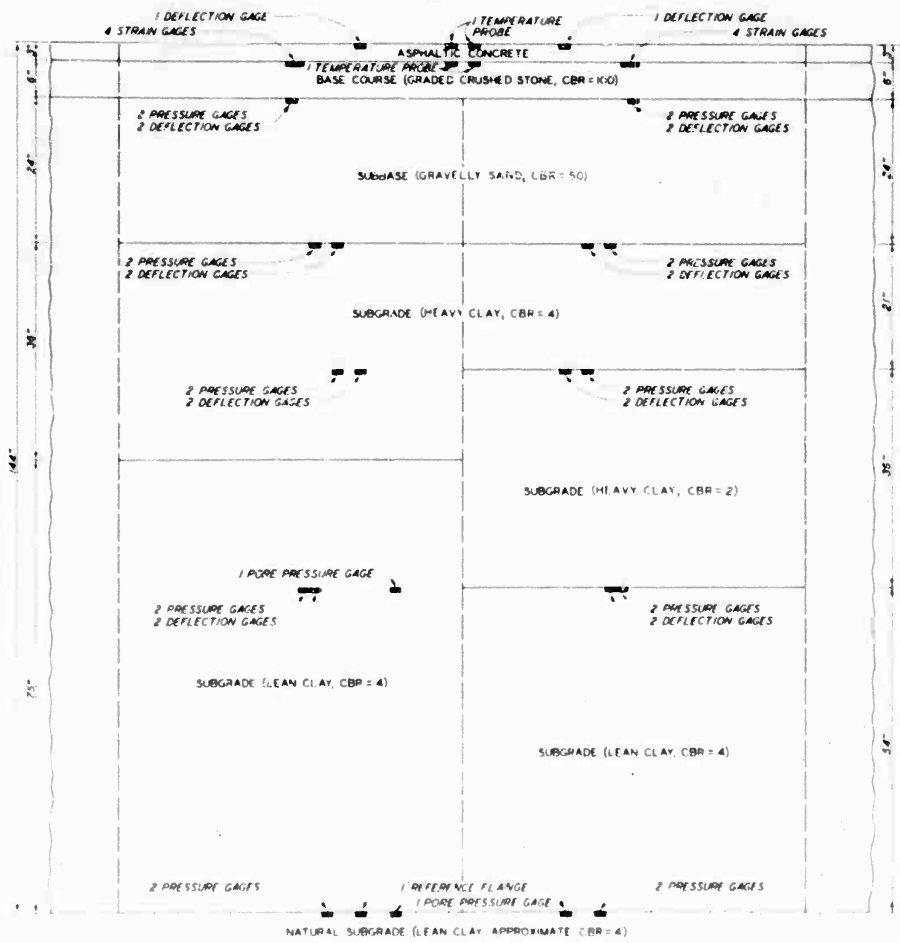 1 DEFLECTION GAGE
4 STRAIN GAGES
1 TEMPERATURE
PROBE
1 DEFLECTION GAGE
4 STRAIN GAGES
3"
ASPHALTIC CONCRETE
3"
1 TEMPERATURE PROBE
6"
BASE COURSE (GRADED CRUSHED STONE, CBR=100)
6"
2 PRESSURE GAGES
2 DEFLECTION GAGES
2 PRESSURE GAGES
2 DEFLECTION GAGES
24"
SUBBASE (GRAVELLY SAND, CBR=50)
24"
2 PRESSURE GAGES
2 DEFLECTION GAGES
2 PRESSURE GAGES
2 DEFLECTION GAGES
36"
SUBGRADE (HEAVY CLAY, CBR=4)
21"
2 PRESSURE GAGES
2 DEFLECTION GAGES
2 PRESSURE GAGES
2 DEFLECTION GAGES
144"
36"
SUBGRADE (HEAVY CLAY, CBR=2)
1 PORE PRESSURE GAGE
2 PRESSURE GAGES
2 DEFLECTION GAGES
2 PRESSURE GAGES
2 DEFLECTION GAGES
75"
SUBGRADE (LEAN CLAY, CBR=4)
SUBGRADE (LEAN CLAY, CBR=4)
54"
2 PRESSURE GAGES
1 REFERENCE FLANGE
1 PORE PRESSURE GAGE
2 PRESSURE GAGES
NATURAL SUBGRADE (LEAN CLAY APPROXIMATE CBR=4)